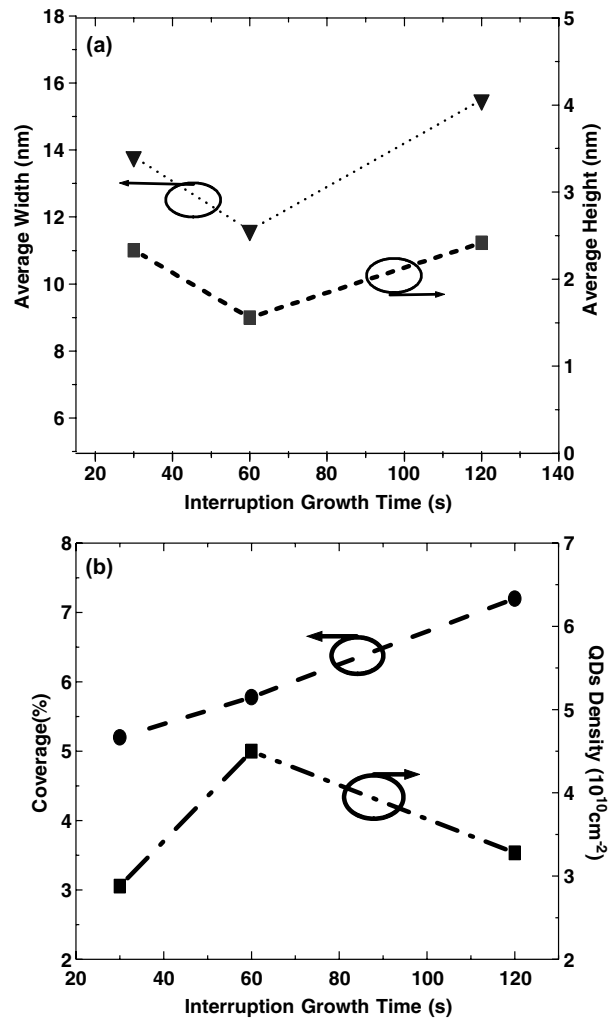 (a)
18
16
14
12
10
8
6
Average Width (nm)
5
4
3
2
1
0
Average Height (nm)
20 40 60 80 100 120 140
Interruption Growth Time (s)
(b)
8
7
6
5
4
3
2
Coverage(%)
7
6
5
4
3
2
QDs Density (10¹⁰cm⁻²)
20 40 60 80 100 120
Interruption Growth Time (s)